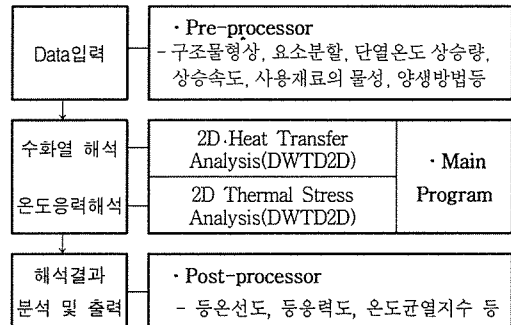 Data입력
· Pre-processor
- 구조물형상, 요소분할, 단열온도 상승량,
상승속도, 사용재료의 물성, 양생방법등
수화열 해석
온도응력해석
2D.Heat Transfer
Analysis(DWTD2D)
2D Thermal Stress
Analysis(DWTD2D)
· Main
Program
해석결과
분석 및 출력
· Post-processor
- 등온선도, 등응력도, 온도균열지수 등